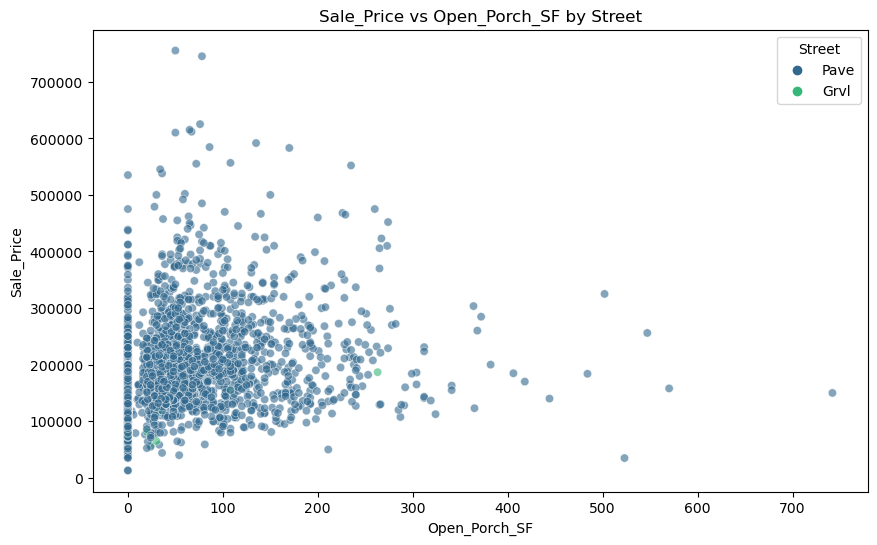 Sale_Price vs Open_Porch_SF by Street
Street
Pave
Grvl
Sale_Price
700000
600000
500000
400000
300000
200000
100000
0
0 100 200 300 400 500 600 700
Open_Porch_SF